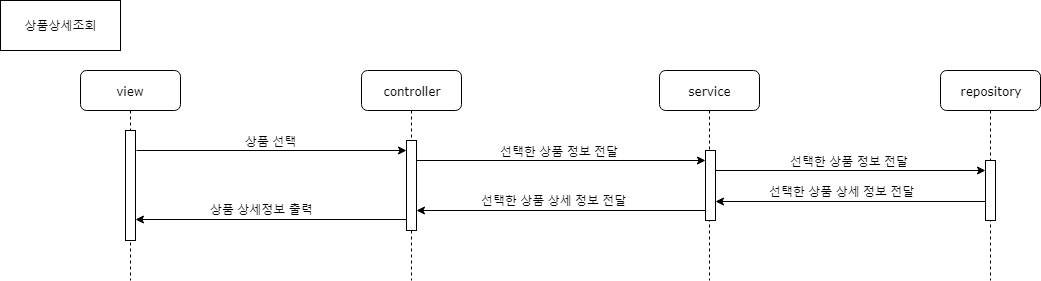 상품상세조회
view
controller
service
repository
상품 선택
선택한 상품 정보 전달
선택한 상품 정보 전달
선택한 상품 상세 정보 전달
선택한 상품 상세 정보 전달
상품 상세정보 출력